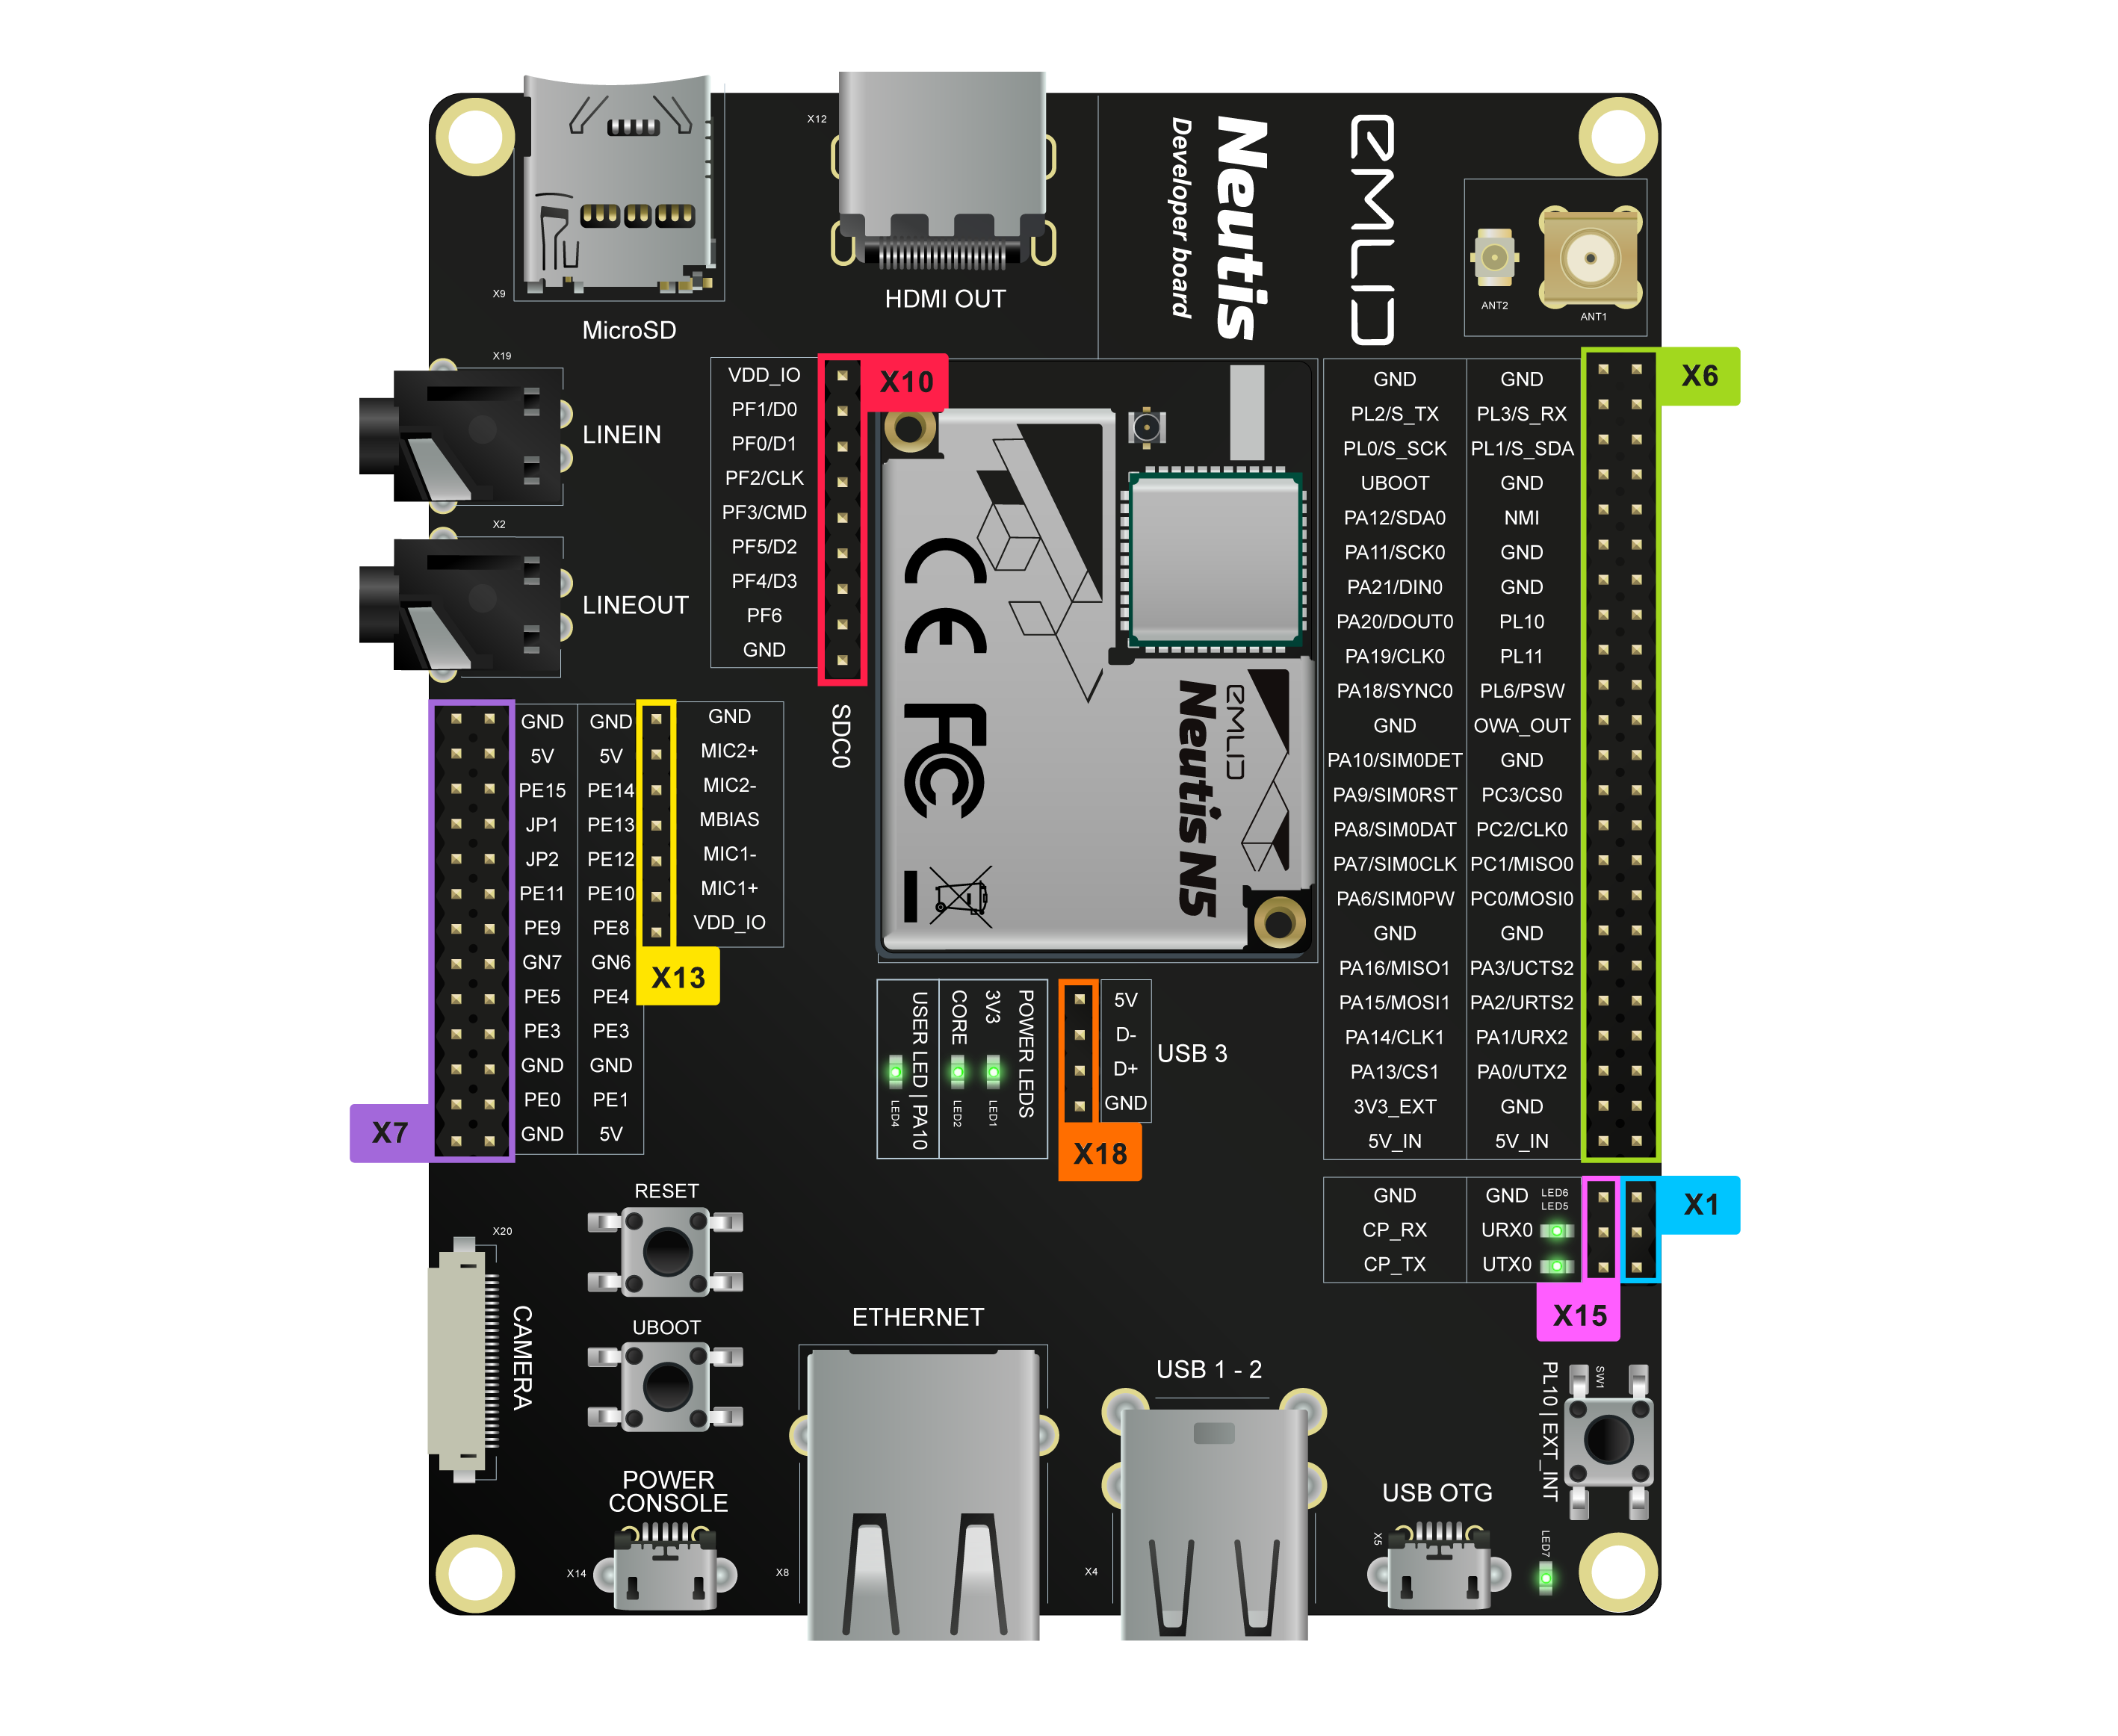 X12
X9
MicroSD
HDMI OUT
Neutis
Developer board
emLID
ANT2
ANT1
X19
LINEIN
X2
LINEOUT
X10
VDD_IO
PF1/D0
PF0/D1
PF2/CLK
PF3/CMD
PF5/D2
PF4/D3
PF6
GND
SDC0
CE
FC
emLID
Neutis N5
X6
GND GND
PL2/S_TX PL3/S_RX
PL0/S_SCK PL1/S_SDA
UBOOT GND
PA12/SDA0 NMI
PA11/SCK0 GND
PA21/DIN0 GND
PA20/DOUT0 PL10
PA19/CLK0 PL11
PA18/SYNC0 PL6/PSW
GND OWA_OUT
PA10/SIM0DET GND
PA9/SIM0RST PC3/CS0
PA8/SIM0DAT PC2/CLK0
PA7/SIM0CLK PC1/MISO0
PA6/SIM0PW PC0/MOSI0
GND GND
PA16/MISO1 PA3/UCTS2
PA15/MOSI1 PA2/URTS2
PA14/CLK1 PA1/URX2
PA13/CS1 PA0/UTX2
3V3_EXT GND
5V_IN 5V_IN
GND GND
5V 5V
PE15 PE14
JP1 PE13
JP2 PE12
PE11 PE10
PE9 PE8
GN7 GN6
PE5 PE4
PE3 PE3
GND GND
PE0 PE1
GND 5V
X7
GND
MIC2+
MIC2-
MBIAS
MIC1-
MIC1+
VDD_IO
X13
POWER LEDS
3V3
LED1
CORE
LED2
USER LED | PA10
LED4
5V
D-
D+
GND
USB 3
X18
GND GND
CP_RX URX0
CP_TX UTX0
LED6
LED5
X1
X15
RESET
UBOOT
X20
CAMERA
POWER
CONSOLE
X14
ETHERNET
X8
USB 1 - 2
X4
USB OTG
X5
SW1
PL10 | EXT_INT
LED7